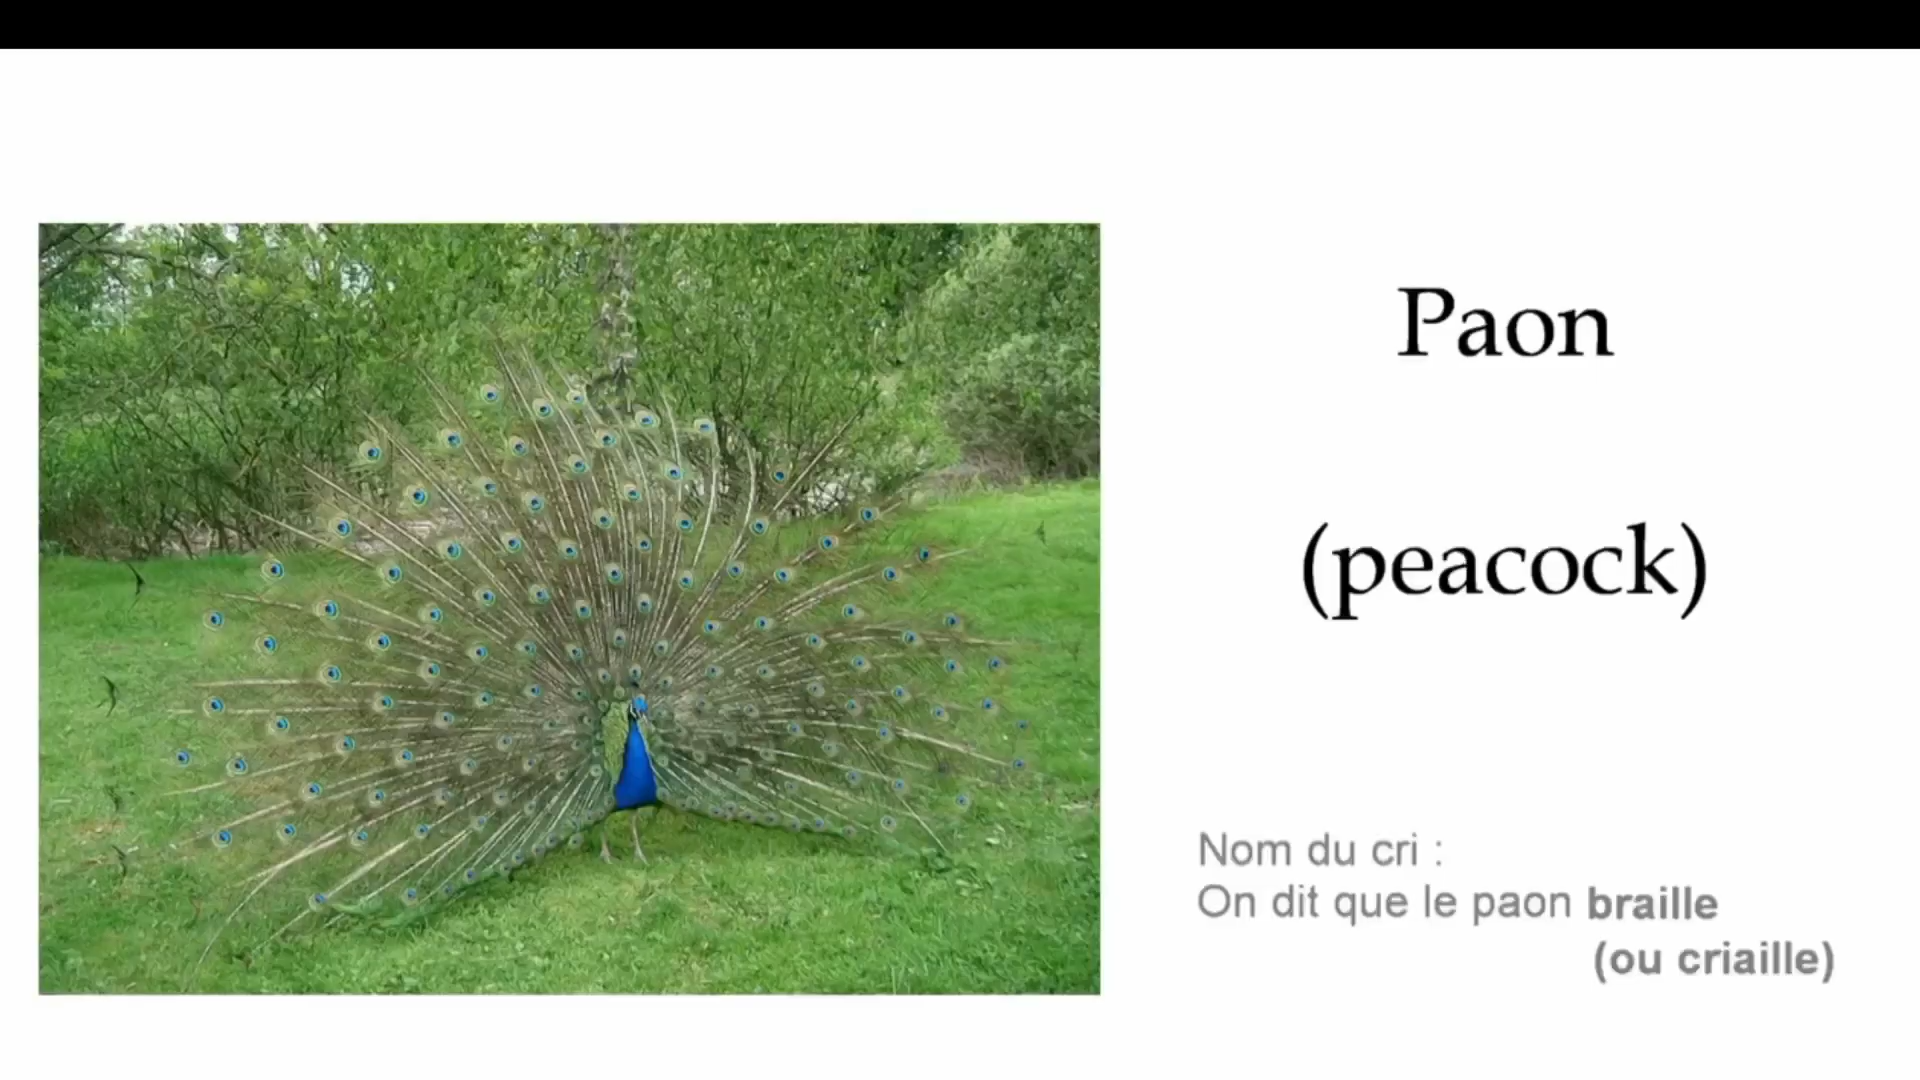 Paon
(peacock)
Nom du cri :
On dit que le paon braille
(ou criaille)